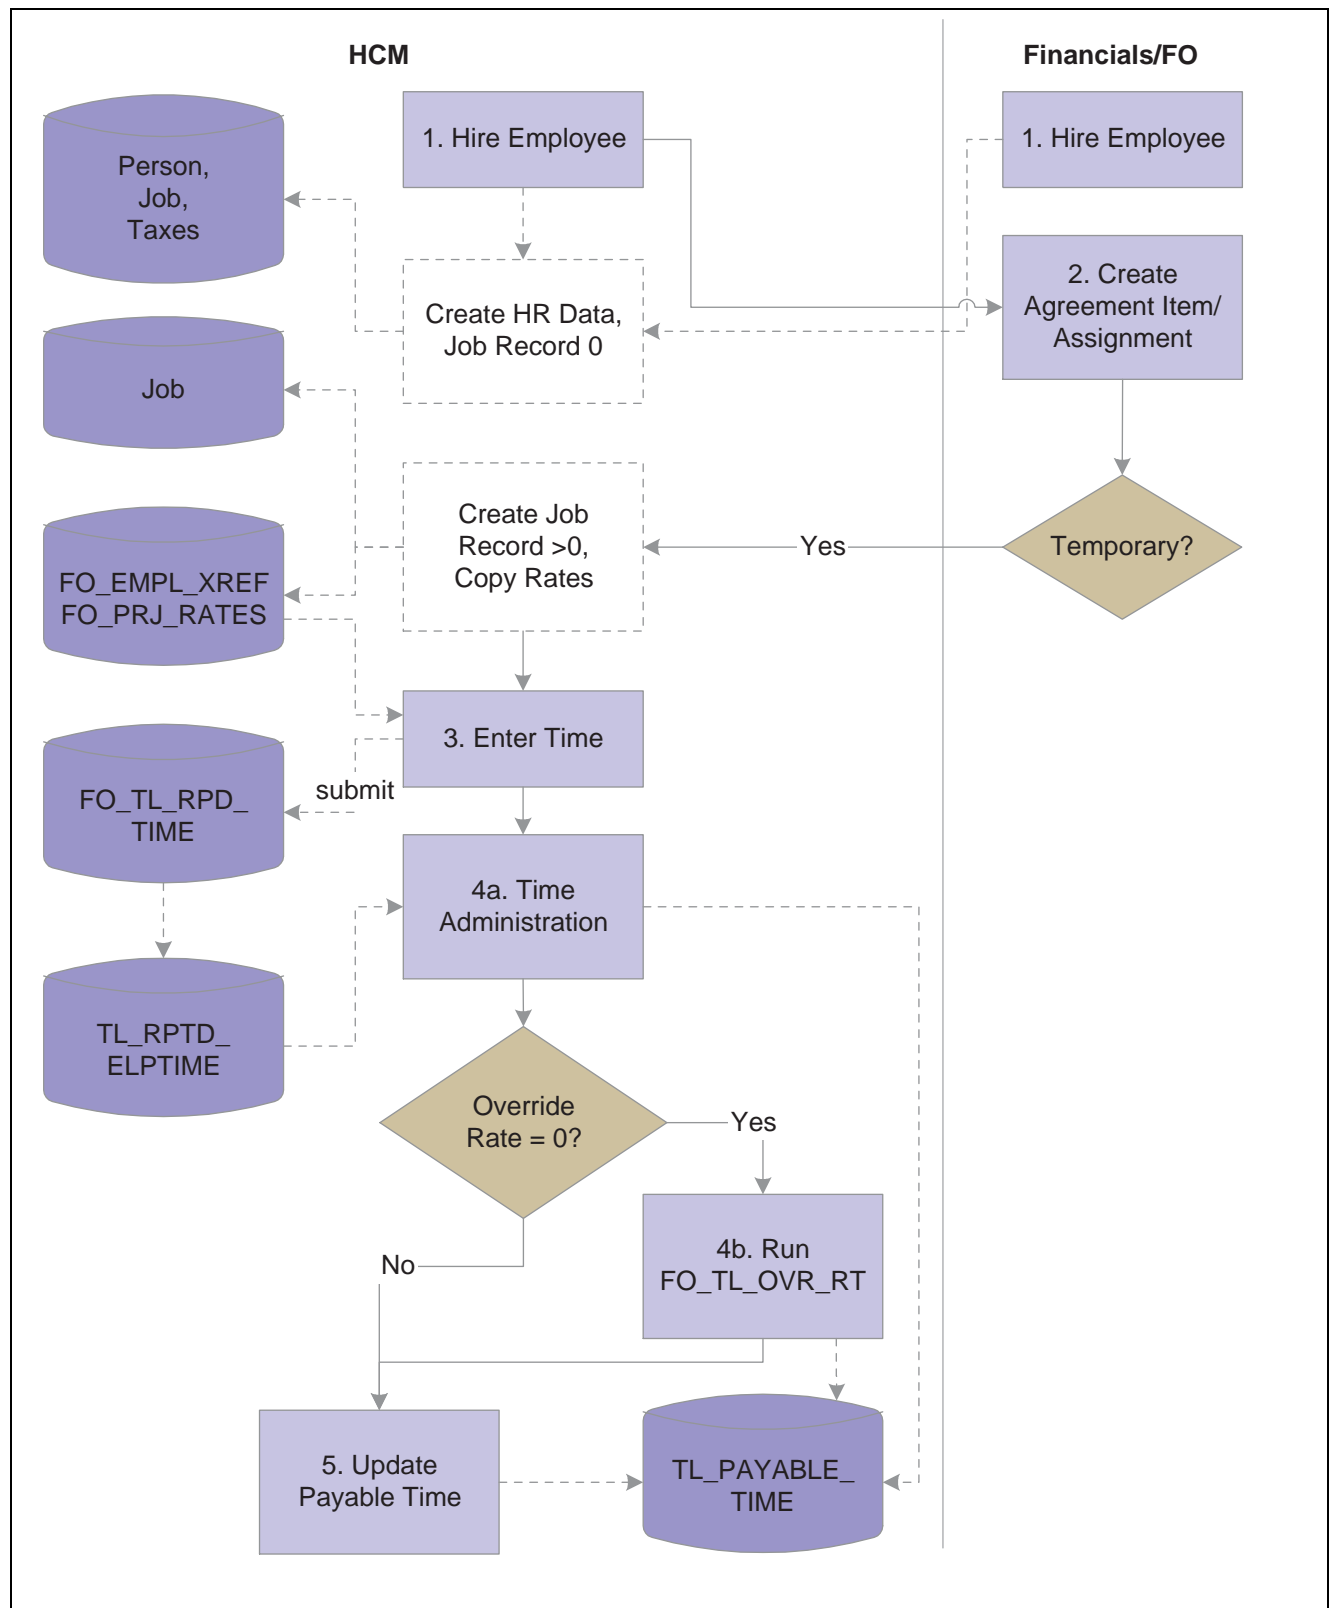 HCM
Financials/FO
Person,
Job,
Taxes
1. Hire Employee
1. Hire Employee
Create HR Data,
Job Record 0
2. Create
Agreement Item/
Assignment
Job
Create Job
Record >0,
Copy Rates
Yes
Temporary?
FO_EMPL_XREF
FO_PRJ_RATES
3. Enter Time
submit
FO_TL_RPD_
TIME
4a. Time
Administration
TL_RPTD_
ELPTIME
Override
Rate = 0?
Yes
No
4b. Run
FO_TL_OVR_RT
5. Update
Payable Time
TL_PAYABLE_
TIME